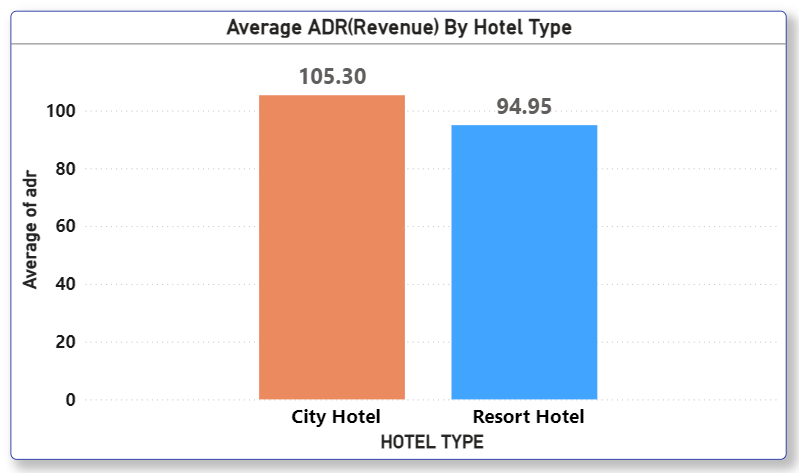 Average ADR(Revenue) By Hotel Type
105.30
94.95
100
80
60
40
20
0
Average of adr
City Hotel Resort Hotel
HOTEL TYPE